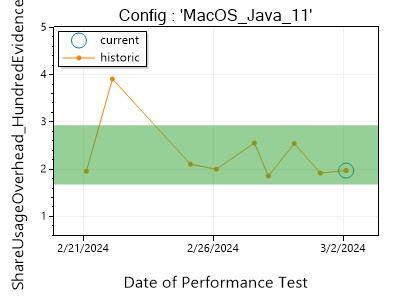 Config : 'MacOS_Java_11'
ShareUsageOverhead_HundredEvidence
current
historic
5
4
3
2
1
2/21/2024
2/26/2024
3/2/2024
Date of Performance Test